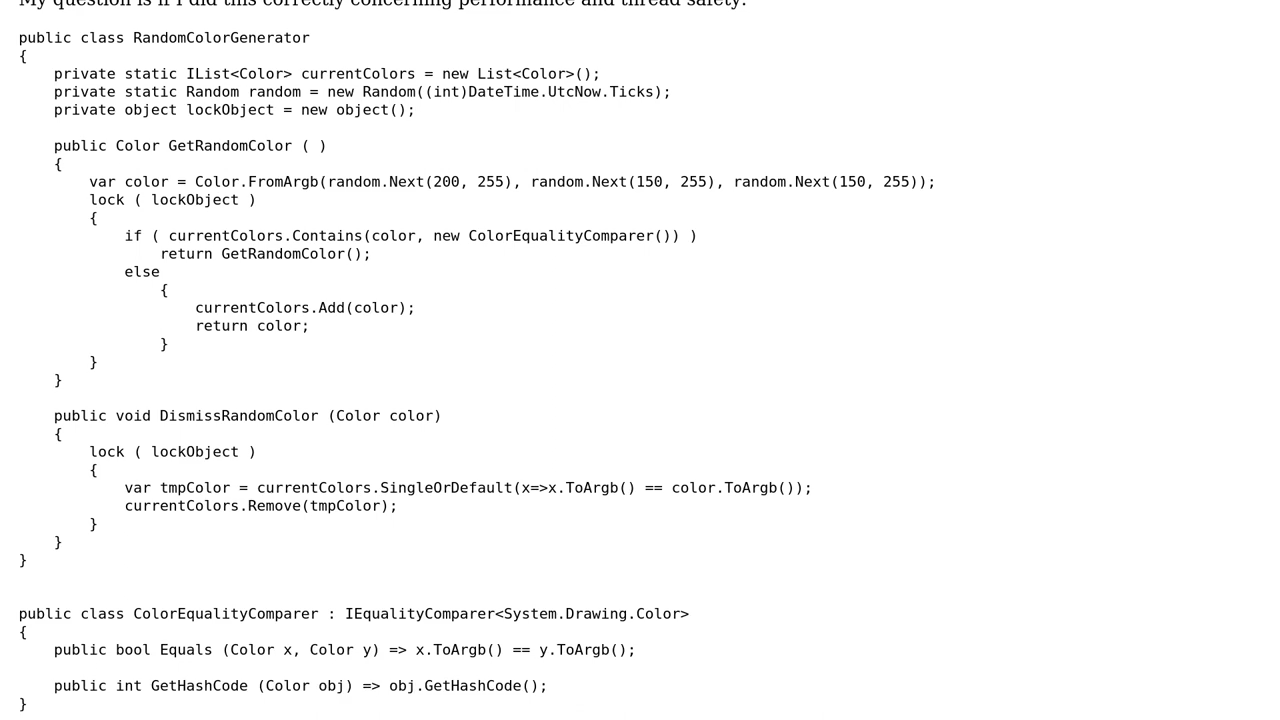 My question is if I did this correctly concerning performance and thread safety.
public class RandomColorGenerator
{
    private static IList<Color> currentColors = new List<Color>();
    private static Random random = new Random((int)DateTime.UtcNow.Ticks);
    private object lockObject = new object();

    public Color GetRandomColor ( )
    {
        var color = Color.FromArgb(random.Next(200, 255), random.Next(150, 255), random.Next(150, 255));
        lock ( lockObject )
        {
            if ( currentColors.Contains(color, new ColorEqualityComparer()) )
                return GetRandomColor();
            else
                {
                    currentColors.Add(color);
                    return color;
                }
        }
    }

    public void DismissRandomColor (Color color)
    {
        lock ( lockObject )
        {
            var tmpColor = currentColors.SingleOrDefault(x=>x.ToArgb() == color.ToArgb());
            currentColors.Remove(tmpColor);
        }
    }
}

public class ColorEqualityComparer : IEqualityComparer<System.Drawing.Color>
{
    public bool Equals (Color x, Color y) => x.ToArgb() == y.ToArgb();

    public int GetHashCode (Color obj) => obj.GetHashCode();
}